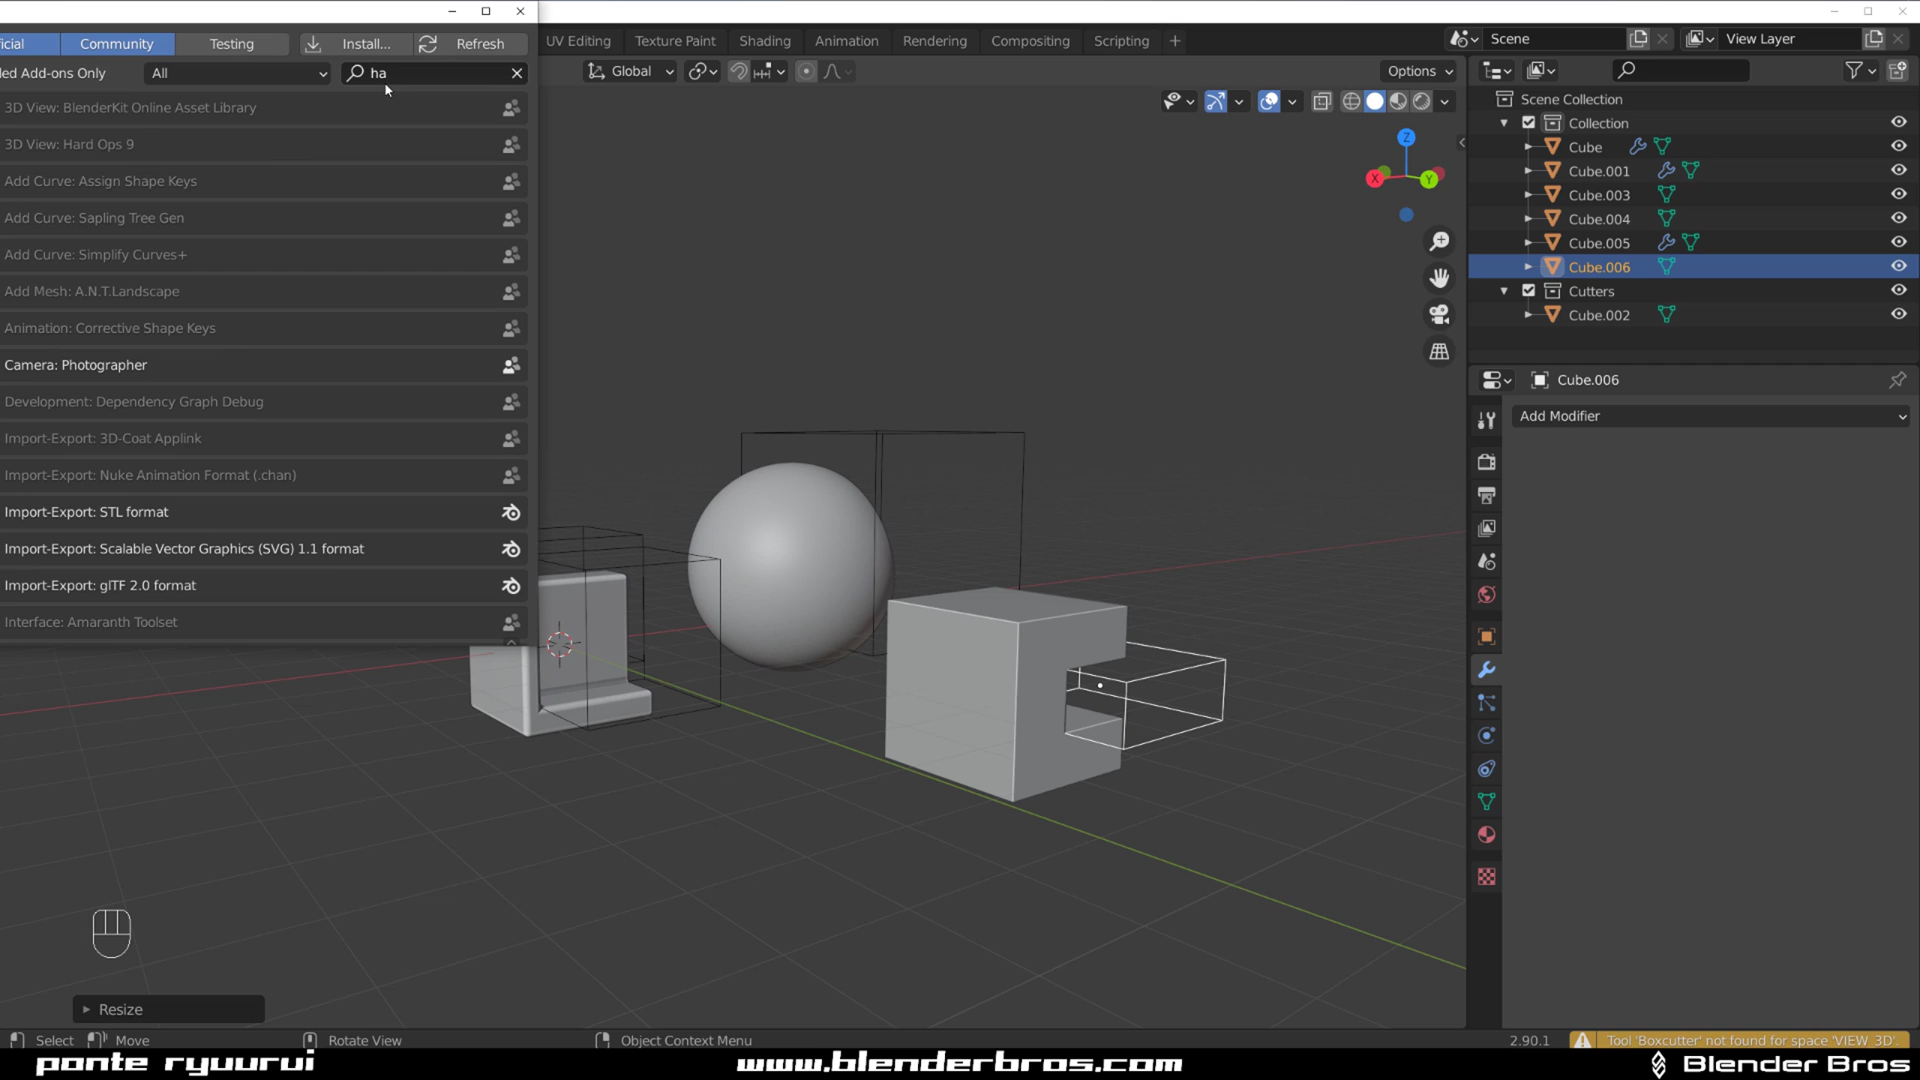 UV Editing Texture Paint Shading Animation Rendering Compositing Scripting +
Scene View Layer
icial Community Testing Install... Refresh
Global Options
led Add-ons Only All ha
3D View: BlenderKit Online Asset Library
3D View: Hard Ops 9
Add Curve: Assign Shape Keys
Add Curve: Sapling Tree Gen
Add Curve: Simplify Curves+
Add Mesh: A.N.T.Landscape
Animation: Corrective Shape Keys
Camera: Photographer
Development: Dependency Graph Debug
Import-Export: 3D-Coat Applink
Import-Export: Nuke Animation Format (.chan)
Import-Export: STL format
Import-Export: Scalable Vector Graphics (SVG) 1.1 format
Import-Export: glTF 2.0 format
Interface: Amaranth Toolset
Z
X
Y
Scene Collection
Collection
Cube
Cube.001
Cube.003
Cube.004
Cube.005
Cube.006
Cutters
Cube.002
Cube.006
Add Modifier
Resize
Select Move Rotate View Object Context Menu 2.90.1 Tool 'Boxcutter' not found for space 'VIEW_3D'.
ponte ryuurui www.blenderbros.com Blender Bros